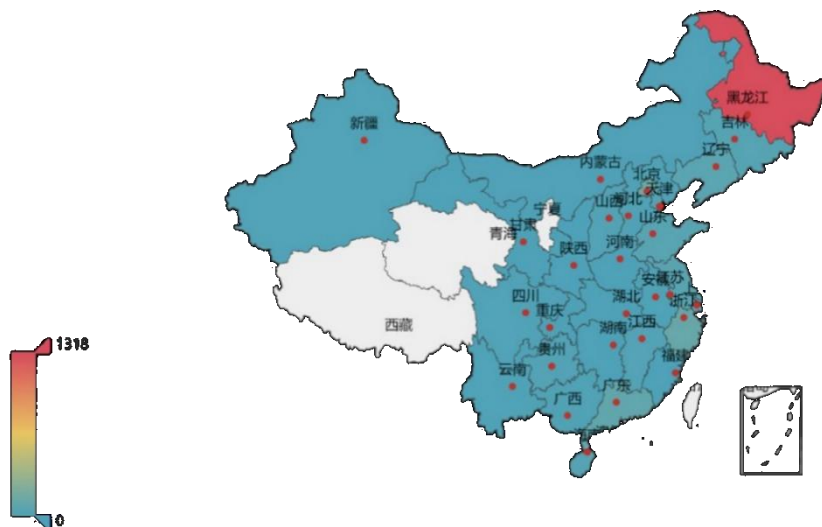 黑龙江
吉林
新疆
辽宁
内蒙古
北京
天津
宁夏
山西
河北
山东
甘肃
青海
河南
陕西
安徽
江苏
浙江
四川
重庆
湖北
江西
湖南
西藏
贵州
福建
云南
广西
广东
1318
0